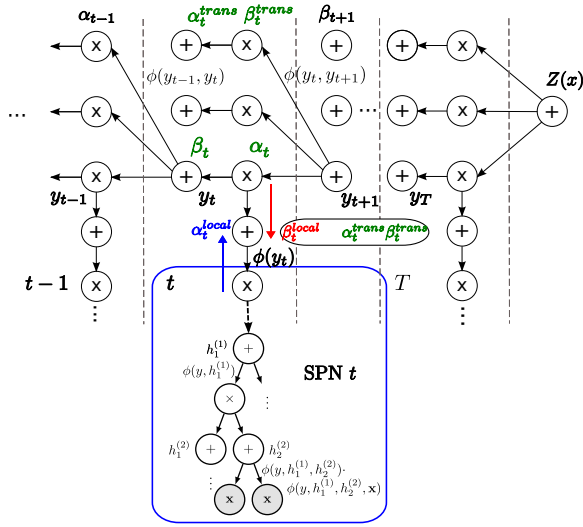 α_{t−1} α_t^{trans} β_t^{trans} β_{t+1}
x + x + + x
ϕ(y_{t−1}, y_t) ϕ(y_t, y_{t+1}) Z(x)
... x + x + ... + x +
β_t α_t
x + x + + x
y_{t−1} y_t y_{t+1} y_T
+ α_t^{local} + β_t^{local} α_t^{trans} β_t^{trans} +
ϕ(y_t)
t − 1 x t x T x
⋮ ⋮
h_1^{(1)} + SPN t
ϕ(y, h_1^{(1)})
× ⋮
h_1^{(2)} + + h_2^{(2)}
ϕ(y, h_1^{(1)}, h_2^{(2)})·
⋮ x x ϕ(y, h_1^{(1)}, h_2^{(2)}, x)